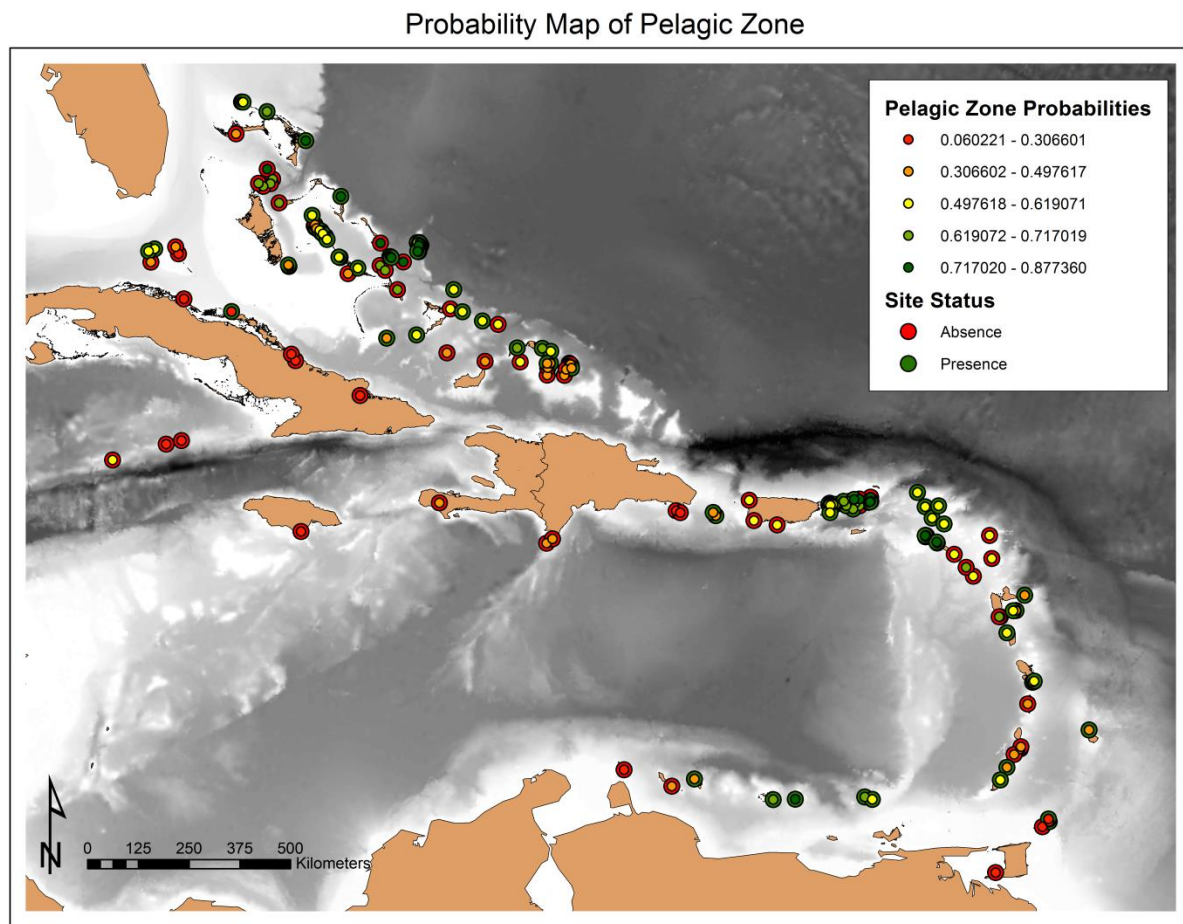 Probability Map of Pelagic Zone
Pelagic Zone Probabilities
0.060221 - 0.306601
0.306602 - 0.497617
0.497618 - 0.619071
0.619072 - 0.717019
0.717020 - 0.877360
Site Status
Absence
Presence
N
0 125 250 375 500
Kilometers